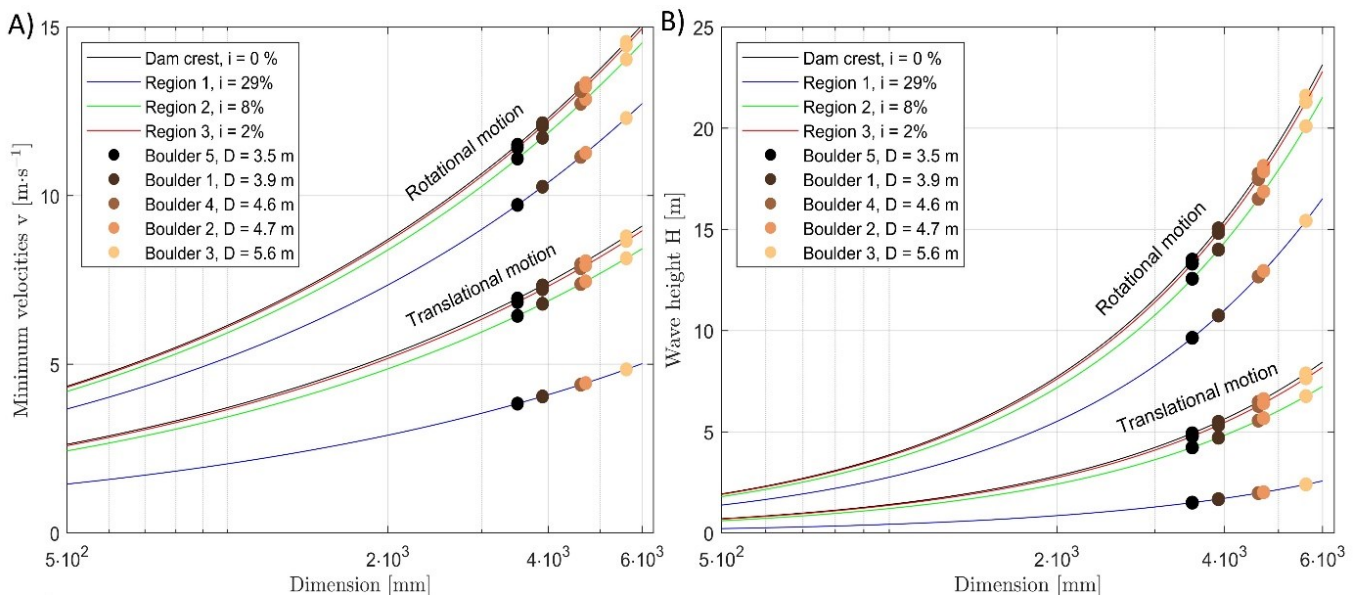 A)
15
10
5
0
Minimum velocities v [m·s⁻¹]
Dam crest, i = 0 %
Region 1, i = 29%
Region 2, i = 8%
Region 3, i = 2%
Boulder 5, D = 3.5 m
Boulder 1, D = 3.9 m
Boulder 4, D = 4.6 m
Boulder 2, D = 4.7 m
Boulder 3, D = 5.6 m
Rotational motion
Translational motion
5·10²
2·10³
4·10³
6·10³
Dimension [mm]
B)
25
20
15
10
5
0
Wave height H [m]
Dam crest, i = 0 %
Region 1, i = 29%
Region 2, i = 8%
Region 3, i = 2%
Boulder 5, D = 3.5 m
Boulder 1, D = 3.9 m
Boulder 4, D = 4.6 m
Boulder 2, D = 4.7 m
Boulder 3, D = 5.6 m
Rotational motion
Translational motion
5·10²
2·10³
4·10³
6·10³
Dimension [mm]